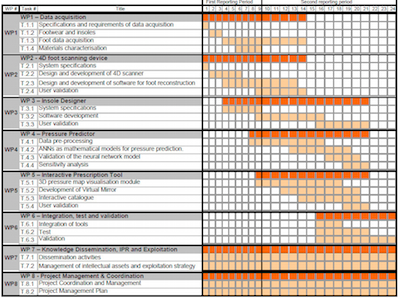 First Reporting Period Second reporting period
WP # Task # Title 1 2 3 4 5 6 7 8 9 10 11 12 13 14 15 16 17 18 19 20 21 22 23 24
WP1 – Data acquisition
WP1
T.1.1 Specifications and requirements of data acquisition
T.1.2 Footwear and insoles
T.1.3 Foot data acquisition
T.1.4 Materials characterisation
WP2 - 4D foot scanning device
WP2
T.2.1 System specifications
T.2.2 Design and development of 4D scanner
T.2.3 Design and development of software for foot reconstruction
T.2.4 User validation
WP 3 – Insole Designer
WP3
T.3.1 System specifications
T.3.2 Software development
T.3.3 User validation
WP 4 – Pressure Predictor
WP4
T.4.1 Data pre-processing
T.4.2 ANNs as mathematical models for pressure prediction.
T.4.3 Validation of the neural network model
T.4.4 Sensitivity analysis
WP 5 – Interactive Prescription Tool
WP5
T.5.1 3D pressure map visualisation module
T.5.2 Development of Virtual Mirror
T.5.3 Interactive catalogue
T.5.4 User validation
WP 6 – Integration, test and validation
WP6
T.6.1 Integration of tools
T.6.2 Test
T.6.3 Validation
WP 7 – Knowledge Dissemination, IPR and Exploitation
WP7
T.7.1 Dissemination activities
T.7.2 Management of intellectual assets and exploitation strategy
WP 8 - Project Management & Coordination
WP8
T.8.1 Project Coordination and Management
T.8.2 Project Management Plan